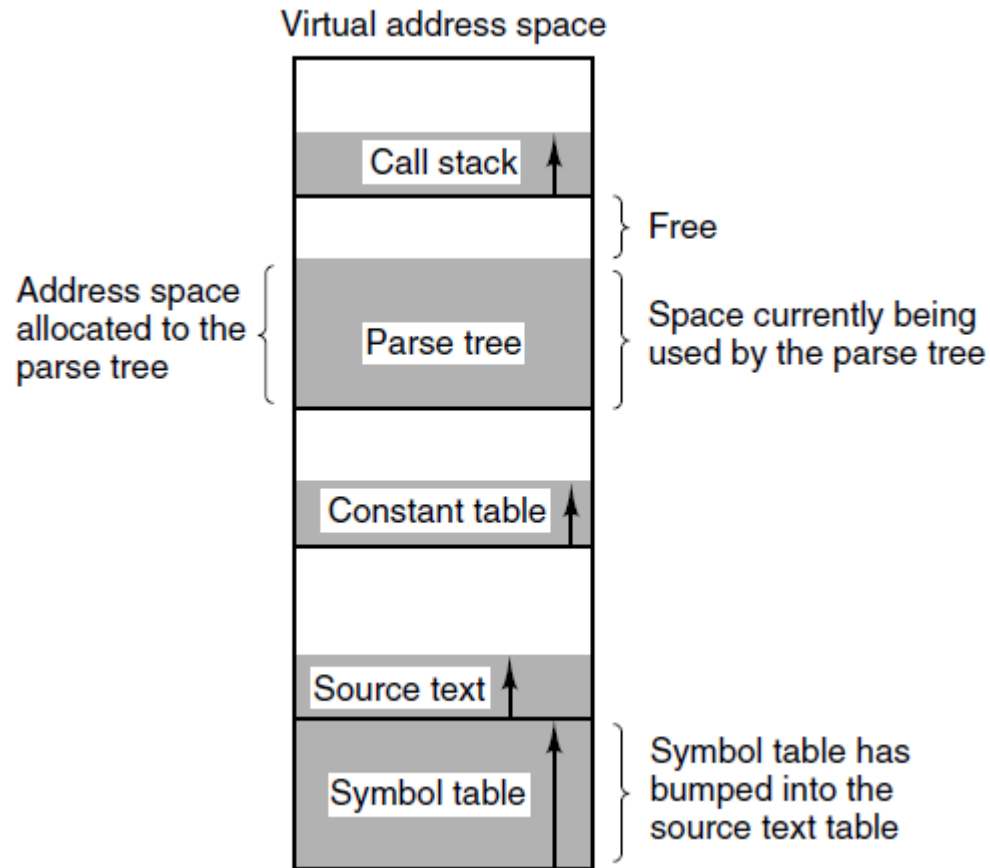 Virtual address space
Call stack
Free
Address space
allocated to the
parse tree
Parse tree
Space currently being
used by the parse tree
Constant table
Source text
Symbol table
Symbol table has
bumped into the
source text table